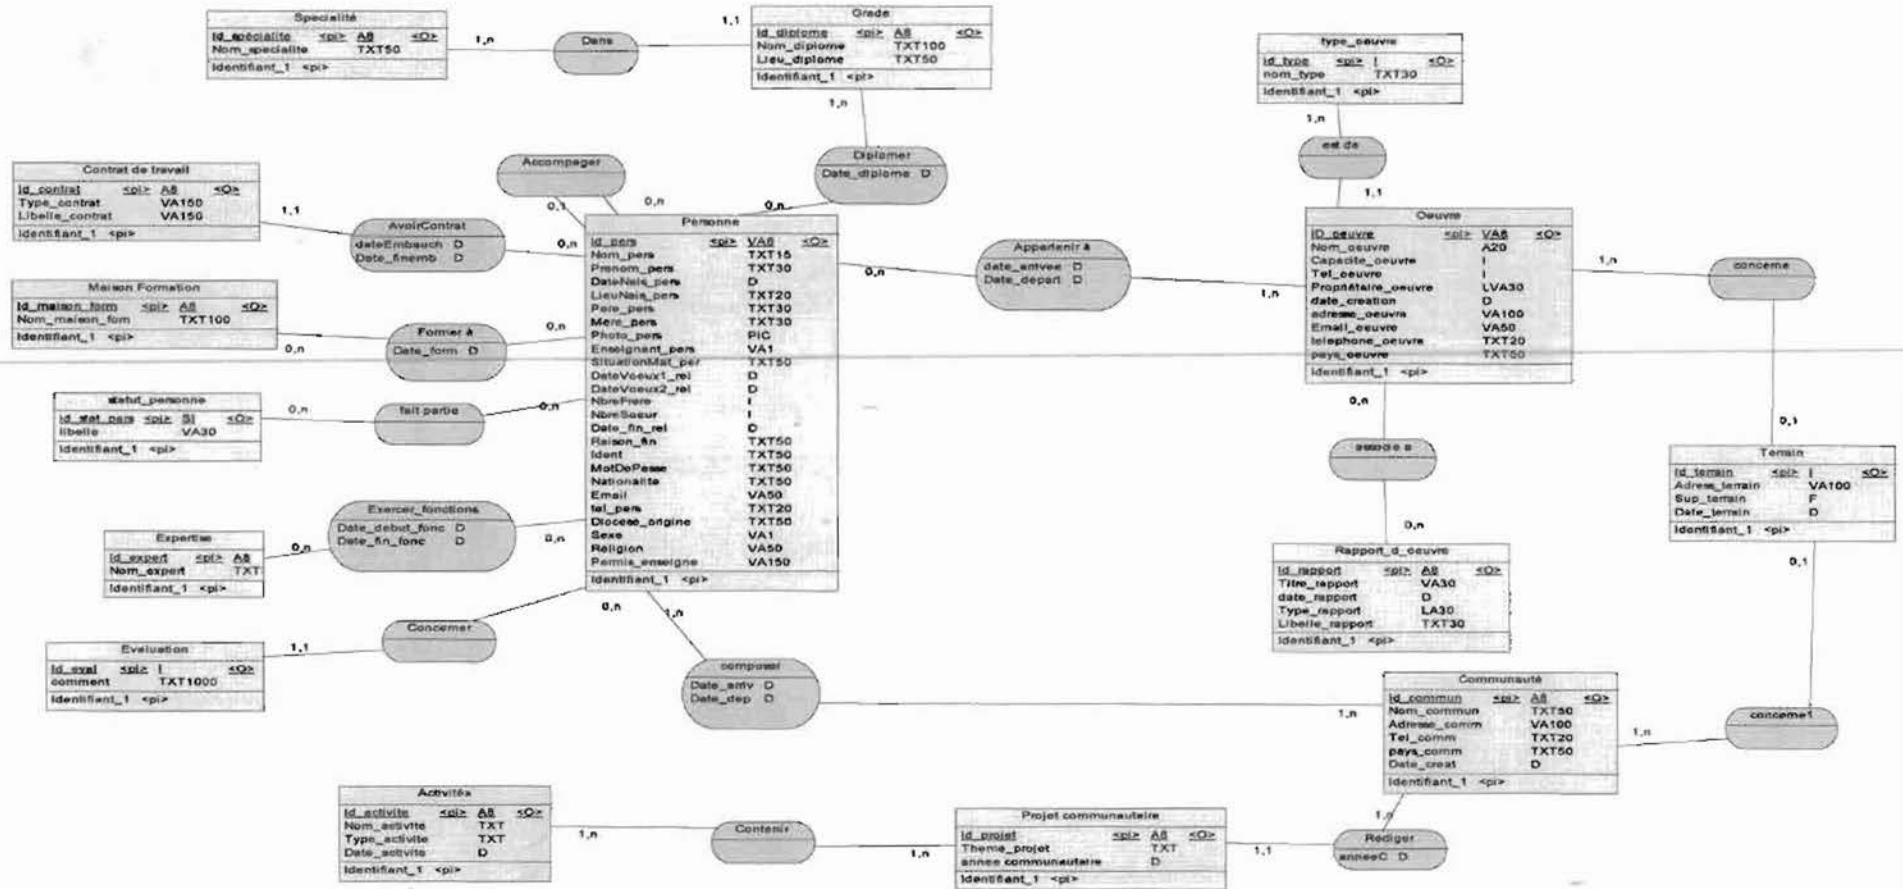 Specialité
Id_specialite <pi> A8 <O>
Nom_specialite TXT50
Identifiant_1 <pi>
1,n
Dans
1,1
Grade
Id_diplome <pi> A8 <O>
Nom_diplome TXT100
Lieu_diplome TXT50
Identifiant_1 <pi>
1,n
type_oeuvre
id_type <pi> I <O>
nom_type TXT30
Identifiant_1 <pi>
1,n
est de
1,1
Contrat de travail
Id_contrat <pi> A8 <O>
Type_contrat VA150
Libelle_contrat VA150
Identifiant_1 <pi>
1,1
AvoirContrat
dateEmbauch D
Date_finemb D
0,n
Accompager
0,1
0,n
Diplomer
Date_diplome D
0,n
Maison Formation
Id_maison_form <pi> A8 <O>
Nom_maison_form TXT100
Identifiant_1 <pi>
0,n
Former à
Date_form D
0,n
statut_personne
id_stat_pers <pi> SI <O>
libelle VA30
Identifiant_1 <pi>
0,n
fait partie
0,n
Expertise
Id_expert <pi> A8
Nom_expert TXT
Identifiant_1 <pi>
0,n
Exercer_fonctions
Date_debut_fonc D
Date_fin_fonc D
0,n
Evaluation
Id_eval <pi> I <O>
comment TXT1000
Identifiant_1 <pi>
1,1
Concerner
0,n
Personne
Id_pers <pi> VA8 <O>
Nom_pers TXT15
Prenom_pers TXT30
DateNais_pers D
LieuNais_pers TXT20
Pere_pers TXT30
Mere_pers TXT30
Photo_pers PIC
Enseignant_pers VA1
SituationMat_per TXT50
DateVoeux1_rel D
DateVoeux2_rel D
NbreFrere I
NbreSoeur I
Date_fin_rel D
Raison_fin TXT50
Ident TXT50
MotDePasse TXT50
Nationalite TXT50
Email VA50
tel_pers TXT20
Diocese_origine TXT50
Sexe VA1
Religion VA50
Permis_enseigne VA150
Identifiant_1 <pi>
0,n
Appartenir à
date_arrivee D
Date_depart D
1,n
Oeuvre
ID_oeuvre <pi> VA8 <O>
Nom_oeuvre A20
Capacite_oeuvre I
Tel_oeuvre I
Propriétaire_oeuvre LVA30
date_creation D
adresse_oeuvre VA100
Email_oeuvre VA50
telephone_oeuvre TXT20
pays_oeuvre TXT50
Identifiant_1 <pi>
1,n
concerne
0,1
0,n
associe a
0,n
Rapport_d_oeuvre
Id_rapport <pi> A8 <O>
Titre_rapport VA30
date_rapport D
Type_rapport LA30
Libelle_rapport TXT30
Identifiant_1 <pi>
Terrain
Id_terrain <pi> I <O>
Adress_terrain VA100
Sup_terrain F
Date_terrain D
Identifiant_1 <pi>
0,1
1,n
composer
Date_arriv D
Date_dep D
1,n
Communauté
Id_commun <pi> A8 <O>
Nom_commun TXT50
Adresse_comm VA100
Tel_comm TXT20
pays_comm TXT50
Date_creat D
Identifiant_1 <pi>
1,n
concerne1
1,n
Activités
Id_activite <pi> A8 <O>
Nom_activite TXT
Type_activite TXT
Date_activite D
Identifiant_1 <pi>
1,n
Contenir
1,n
Projet communautaire
Id_projet <pi> A8 <O>
Theme_projet TXT
annee communautaire D
Identifiant_1 <pi>
1,1
Rediger
anneeC D